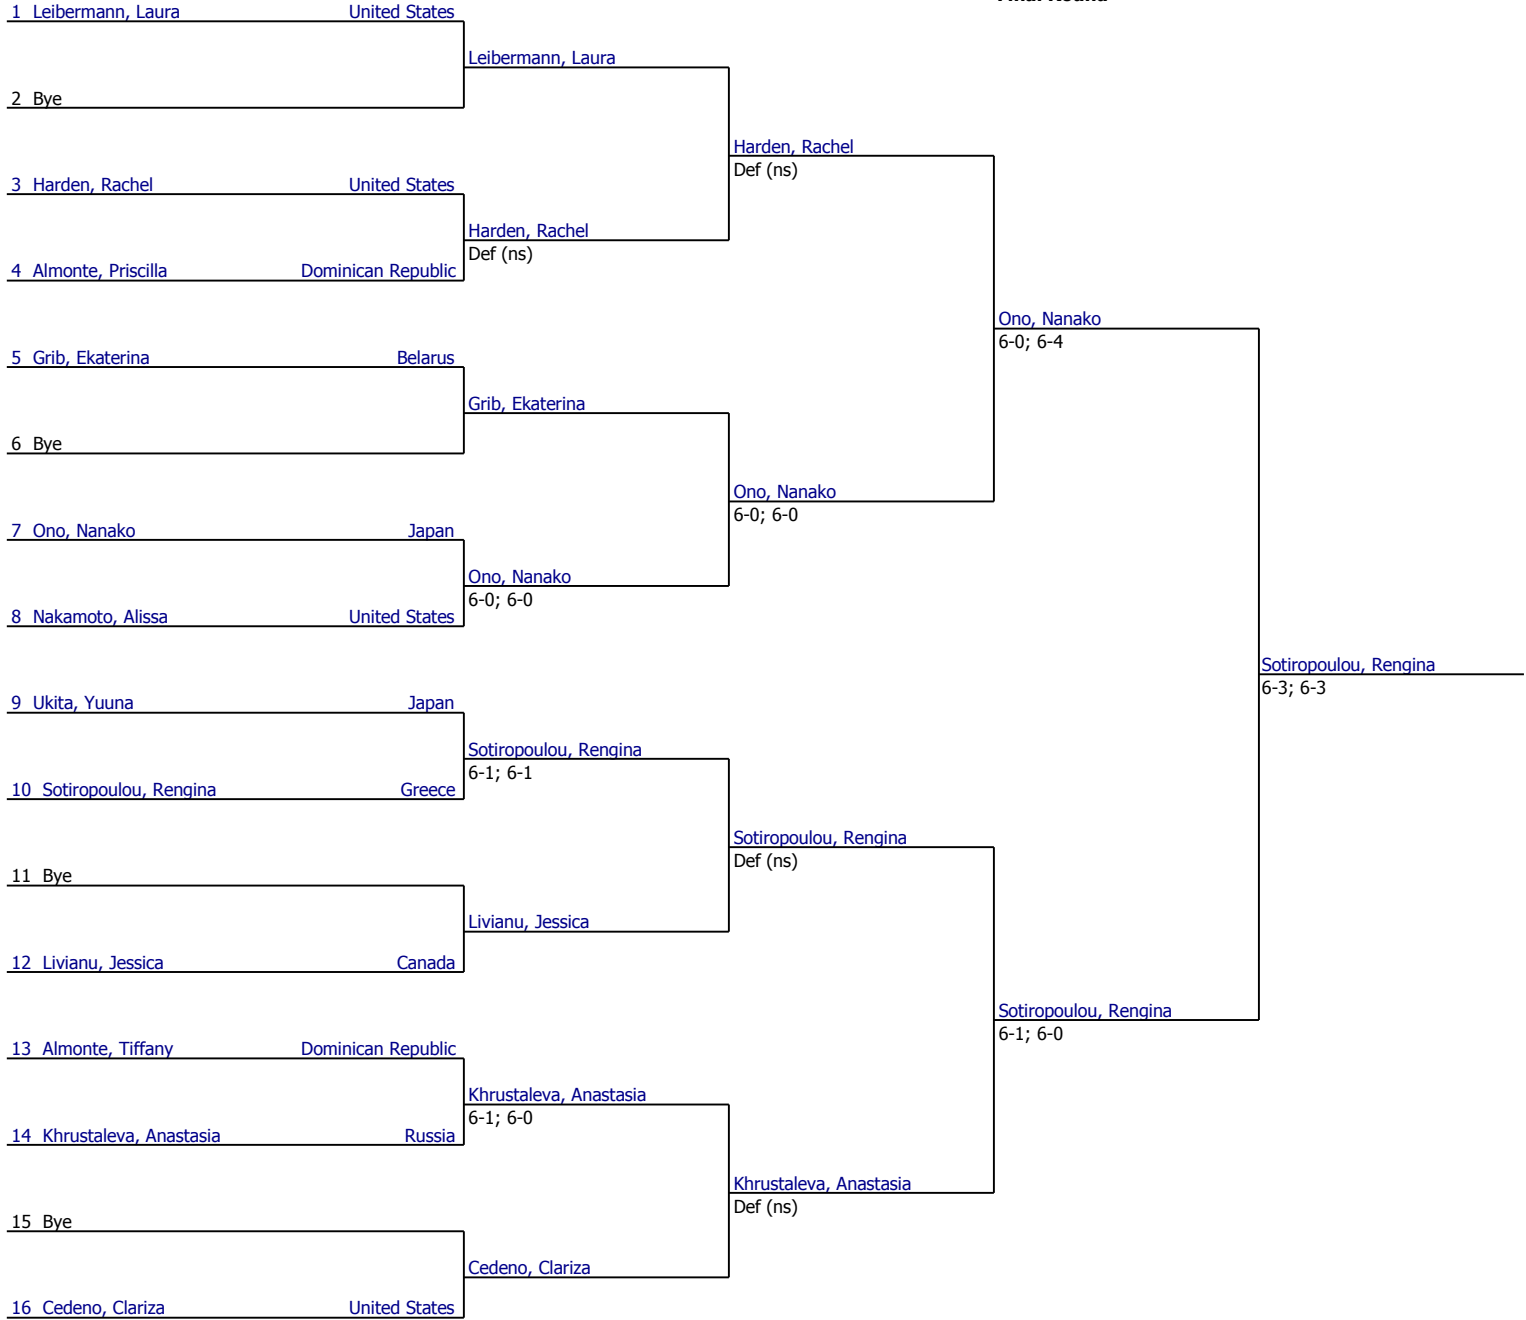 1 Leibermann, Laura United States
Leibermann, Laura
2 Bye
Harden, Rachel
Def (ns)
3 Harden, Rachel United States
Harden, Rachel
Def (ns)
4 Almonte, Priscilla Dominican Republic
Ono, Nanako
6-0; 6-4
5 Grib, Ekaterina Belarus
Grib, Ekaterina
6 Bye
Ono, Nanako
6-0; 6-0
7 Ono, Nanako Japan
Ono, Nanako
6-0; 6-0
8 Nakamoto, Alissa United States
Sotiropoulou, Rengina
6-3; 6-3
9 Ukita, Yuuna Japan
Sotiropoulou, Rengina
6-1; 6-1
10 Sotiropoulou, Rengina Greece
Sotiropoulou, Rengina
Def (ns)
11 Bye
Livianu, Jessica
12 Livianu, Jessica Canada
Sotiropoulou, Rengina
6-1; 6-0
13 Almonte, Tiffany Dominican Republic
Khrustaleva, Anastasia
6-1; 6-0
14 Khrustaleva, Anastasia Russia
Khrustaleva, Anastasia
Def (ns)
15 Bye
Cedeno, Clariza
16 Cedeno, Clariza United States